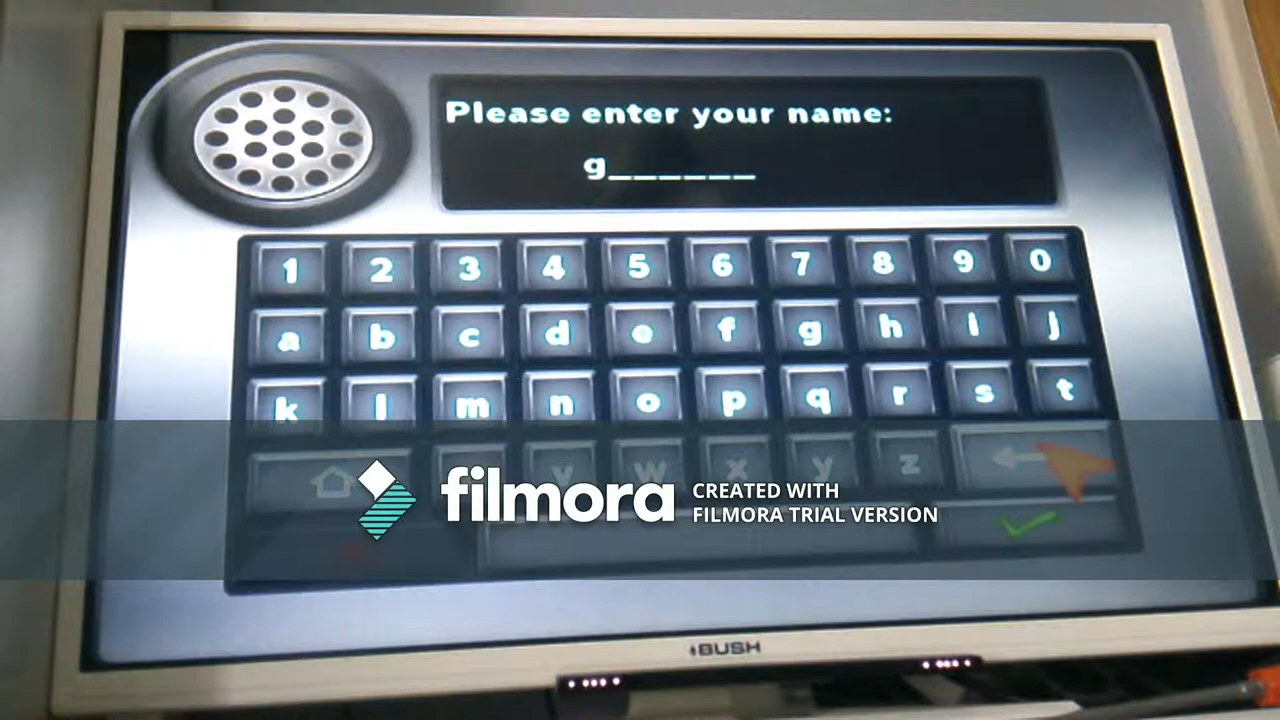 Please enter your name:
g______
1 2 3 4 5 6 7 8 9 0
a b c d e f g h i j
k l m n o p q r s t
v w x y z
filmora CREATED WITH
FILMORA TRIAL VERSION
BUSH